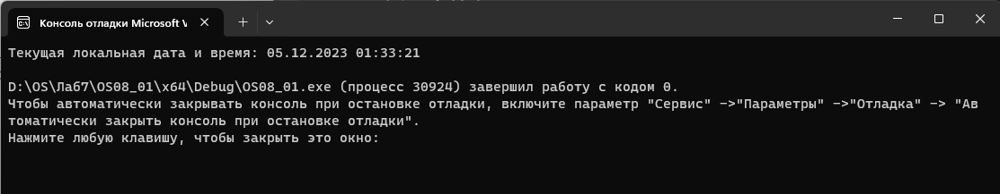 Консоль отладки Microsoft V
Текущая локальная дата и время: 05.12.2023 01:33:21
D:\OS\Лаб7\OS08_01\x64\Debug\OS08_01.exe (процесс 30924) завершил работу с кодом 0.
Чтобы автоматически закрывать консоль при остановке отладки, включите параметр "Сервис" ->"Параметры" ->"Отладка" -> "Ав
томатически закрыть консоль при остановке отладки".
Нажмите любую клавишу, чтобы закрыть это окно: